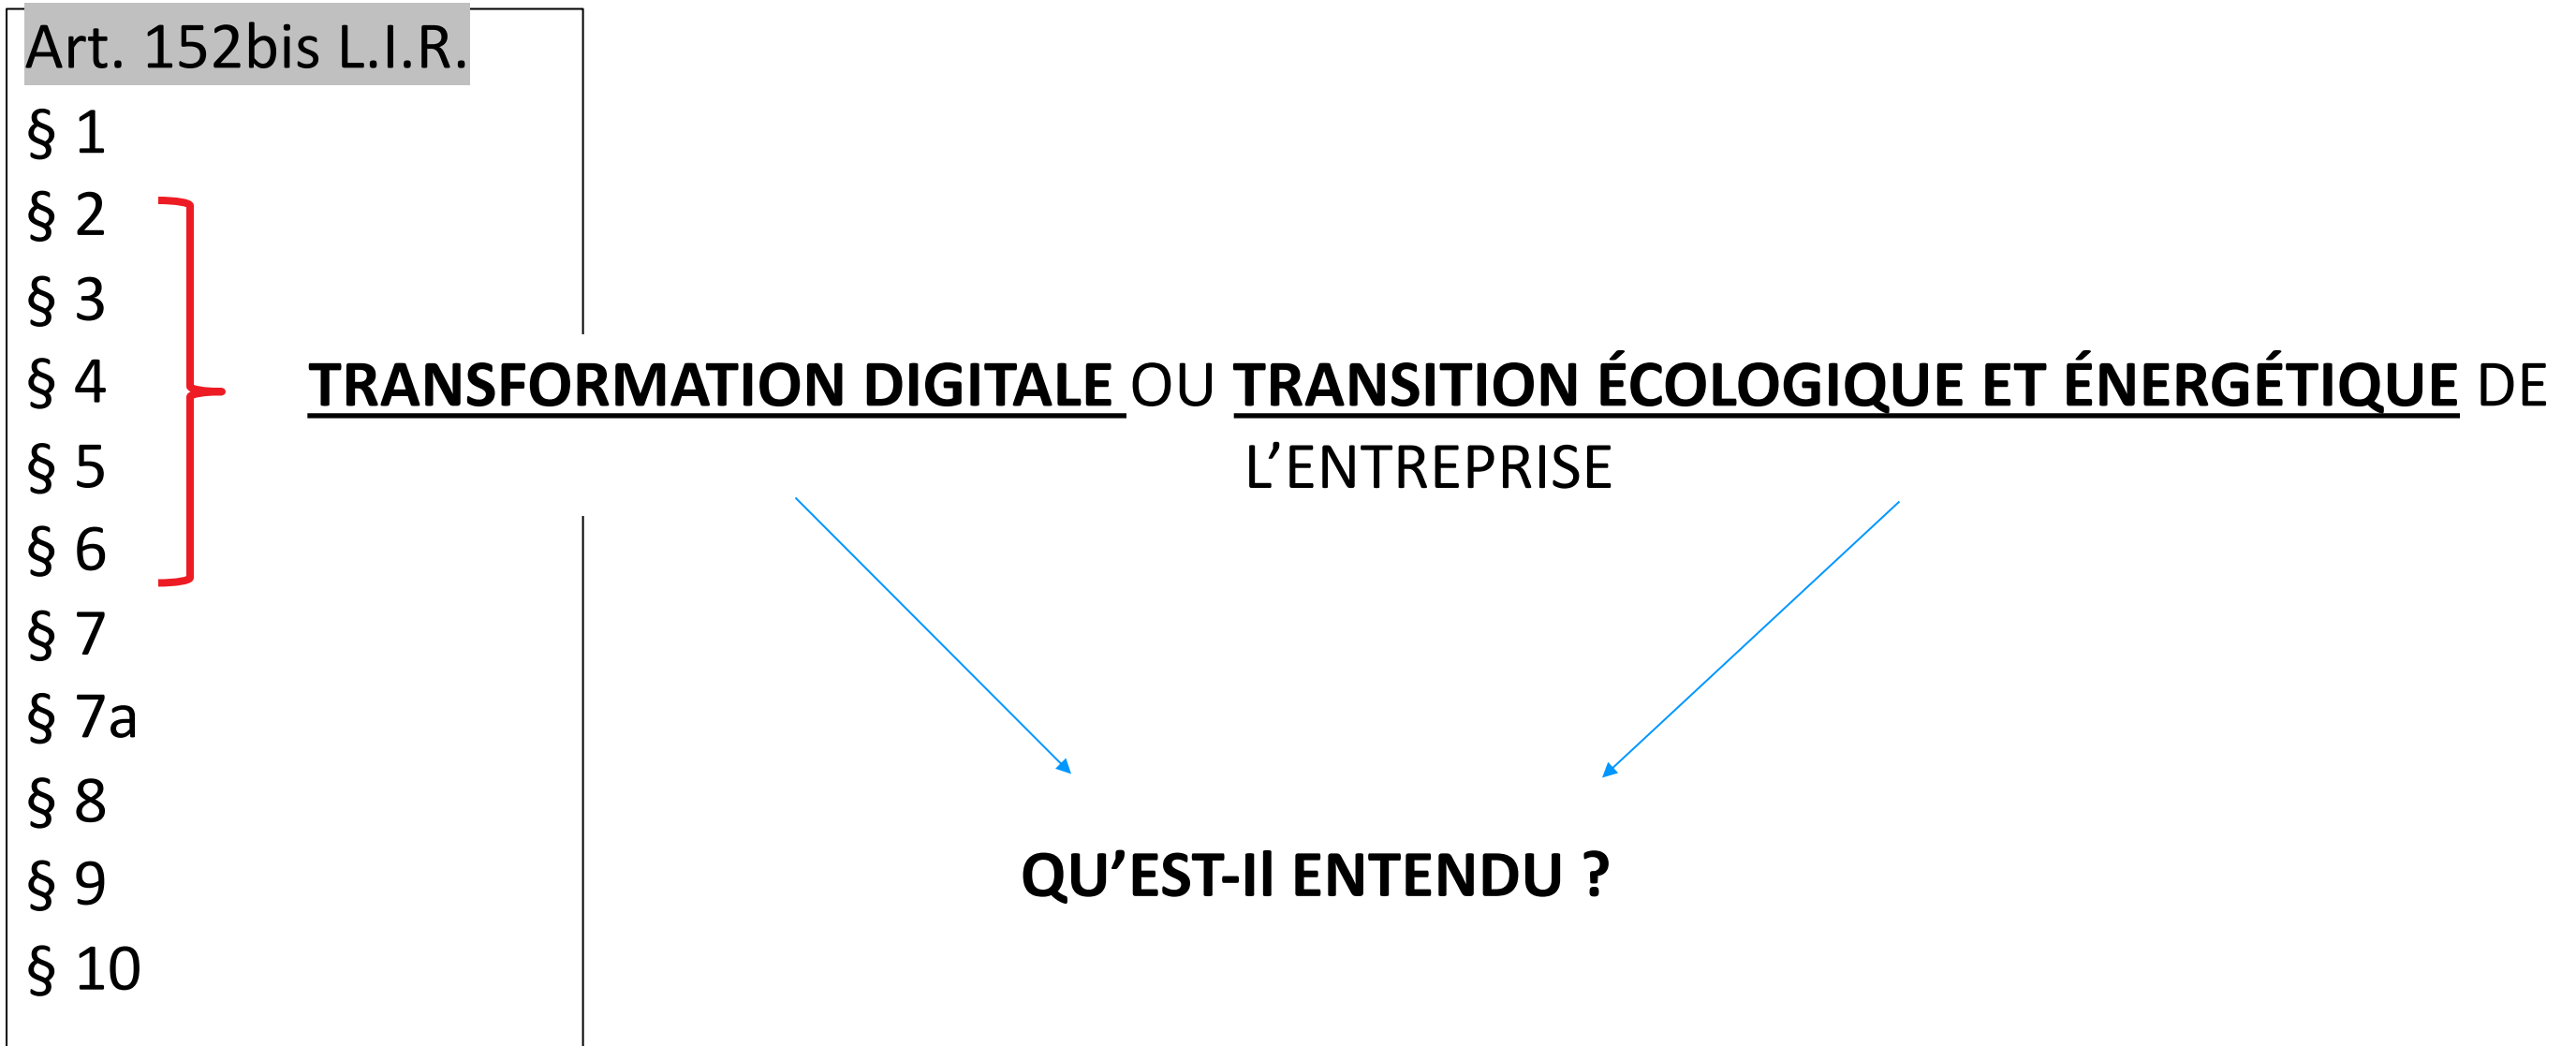 Art. 152bis L.I.R.
§ 1
§ 2
§ 3
§ 4
§ 5
§ 6
§ 7
§ 7a
§ 8
§ 9
§ 10
TRANSFORMATION DIGITALE OU TRANSITION ÉCOLOGIQUE ET ÉNERGÉTIQUE DE
L’ENTREPRISE
QU’EST-Il ENTENDU ?